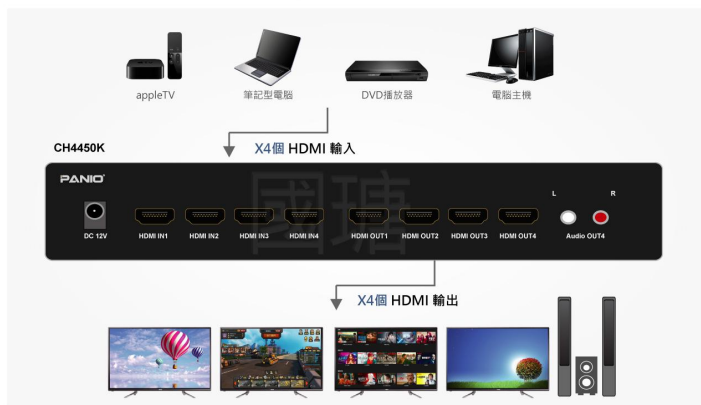 appleTV
筆記型電腦
DVD播放器
電腦主機
X4個 HDMI 輸入
CH4450K
PANIO
國瑭
L
R
DC 12V
HDMI IN1
HDMI IN2
HDMI IN3
HDMI IN4
HDMI OUT1
HDMI OUT2
HDMI OUT3
HDMI OUT4
Audio OUT4
X4個 HDMI 輸出